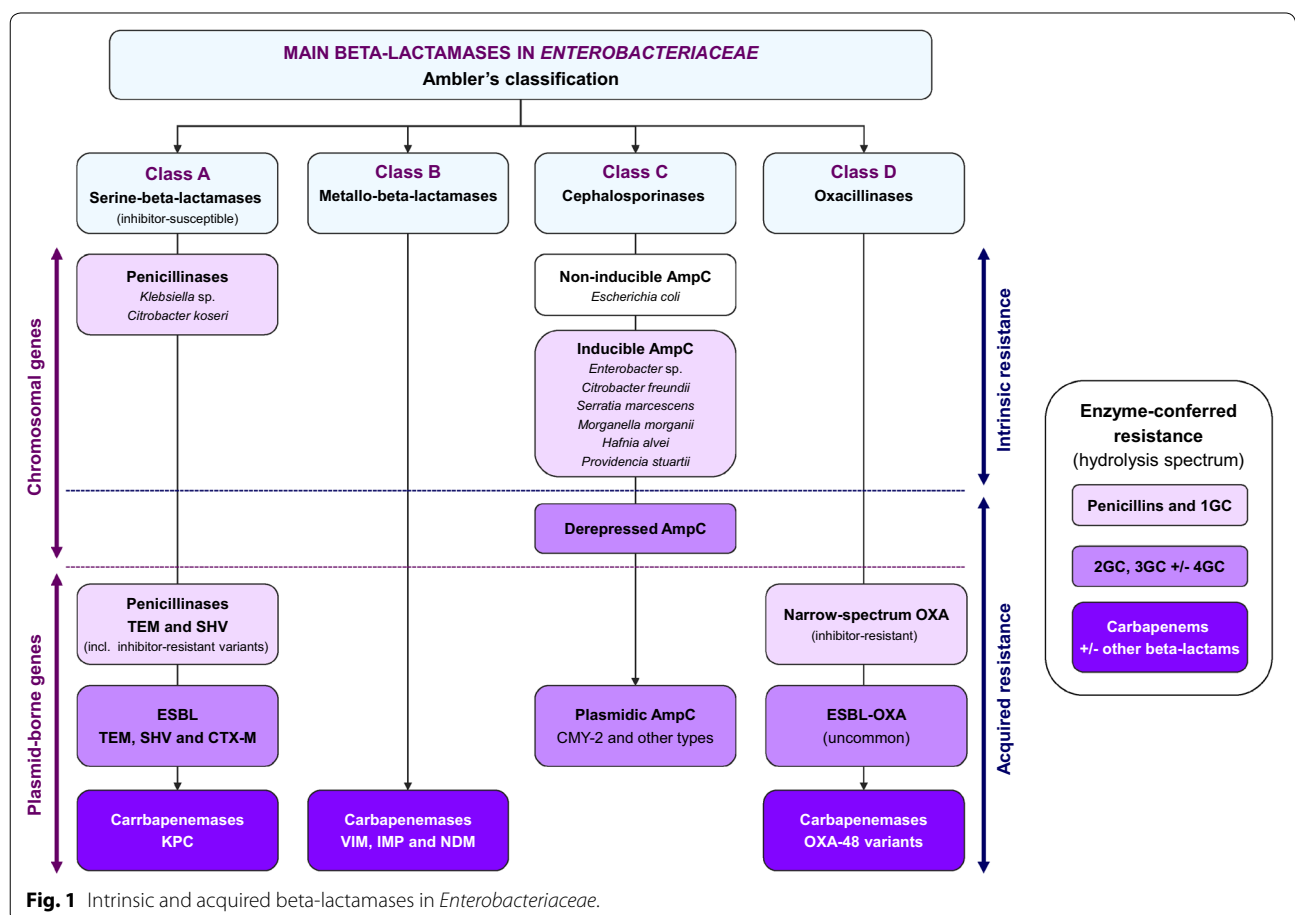 MAIN BETA-LACTAMASES IN ENTEROBACTERIACEAE
Ambler's classification
Class A
Serine-beta-lactamases
(inhibitor-susceptible)
Class B
Metallo-beta-lactamases
Class C
Cephalosporinases
Class D
Oxacillinases
Chromosomal genes
Penicillinases
Klebsiella sp.
Citrobacter koseri
Non-inducible AmpC
Escherichia coli
Inducible AmpC
Enterobacter sp.
Citrobacter freundii
Serratia marcescens
Morganella morganii
Hafnia alvei
Providencia stuartii
Intrinsic resistance
Derepressed AmpC
Plasmid-borne genes
Penicillinases
TEM and SHV
(incl. inhibitor-resistant variants)
Narrow-spectrum OXA
(inhibitor-resistant)
ESBL
TEM, SHV and CTX-M
Plasmidic AmpC
CMY-2 and other types
ESBL-OXA
(uncommon)
Carrbapenemases
KPC
Carbapenemases
VIM, IMP and NDM
Carbapenemases
OXA-48 variants
Acquired resistance
Enzyme-conferred
resistance
(hydrolysis spectrum)
Penicillins and 1GC
2GC, 3GC +/- 4GC
Carbapenems
+/- other beta-lactams
Fig. 1 Intrinsic and acquired beta-lactamases in Enterobacteriaceae.